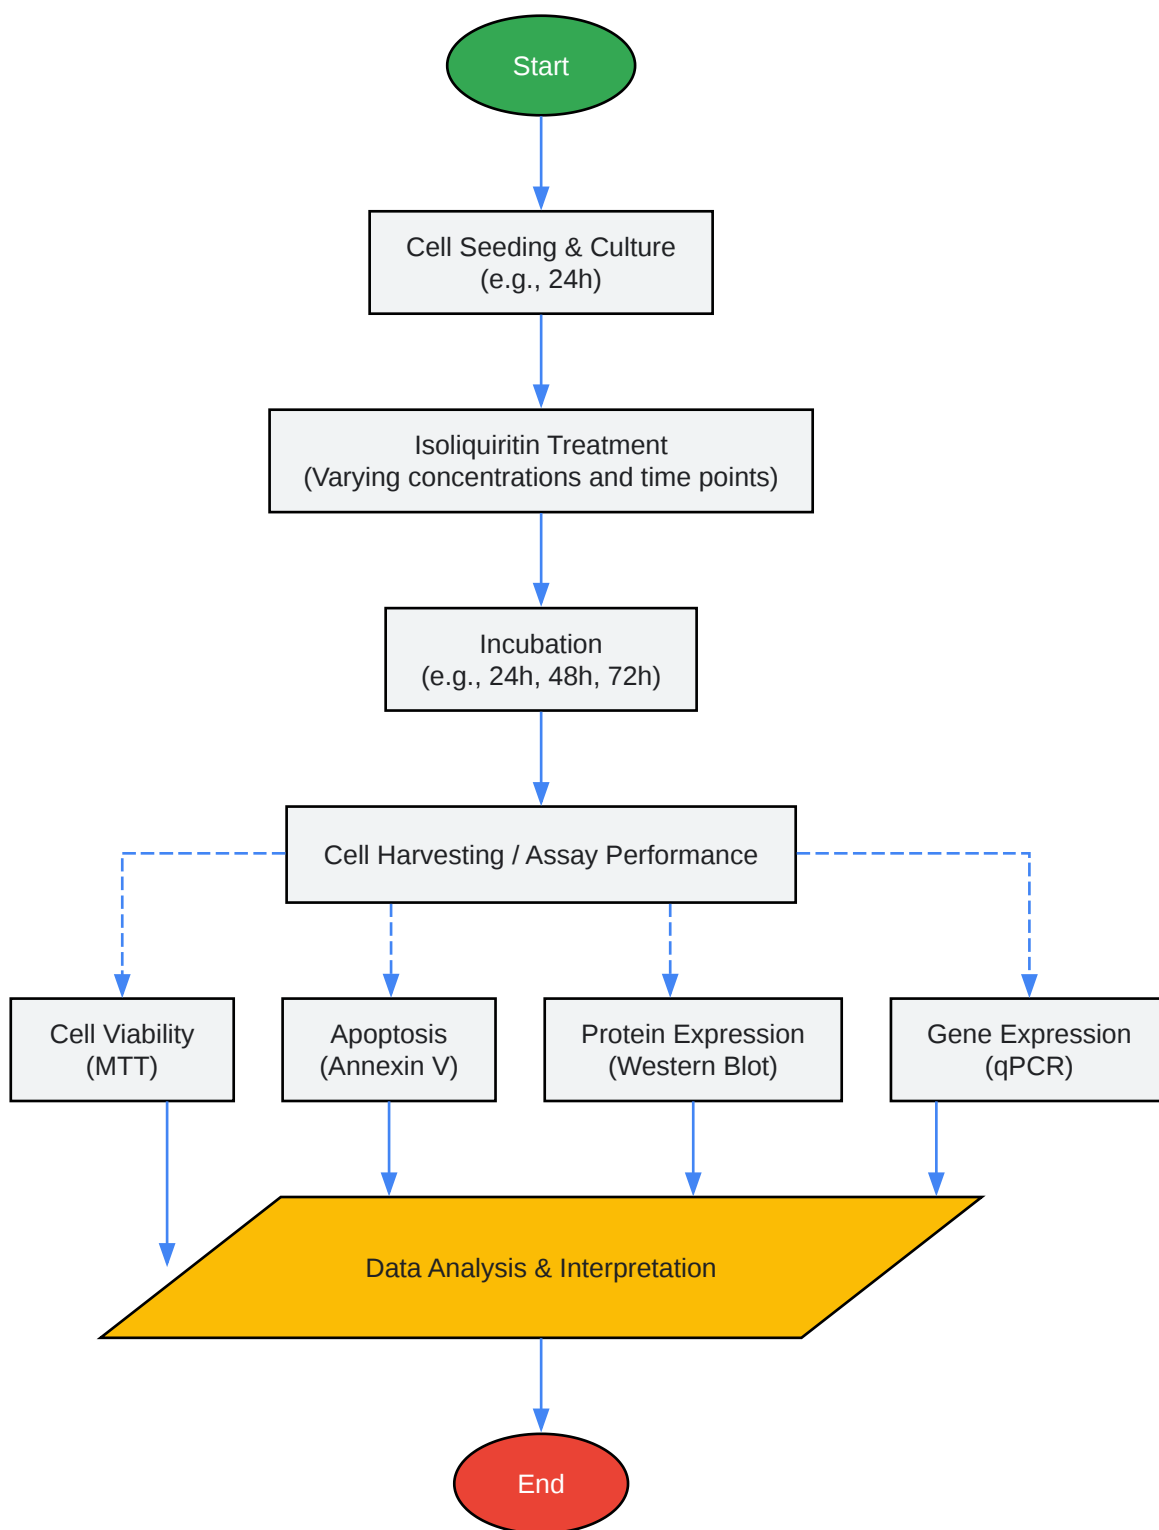 Start
Cell Seeding & Culture
(e.g., 24h)
Isoliquiritin Treatment
(Varying concentrations and time points)
Incubation
(e.g., 24h, 48h, 72h)
Cell Harvesting / Assay Performance
Cell Viability
(MTT)
Apoptosis
(Annexin V)
Protein Expression
(Western Blot)
Gene Expression
(qPCR)
Data Analysis & Interpretation
End